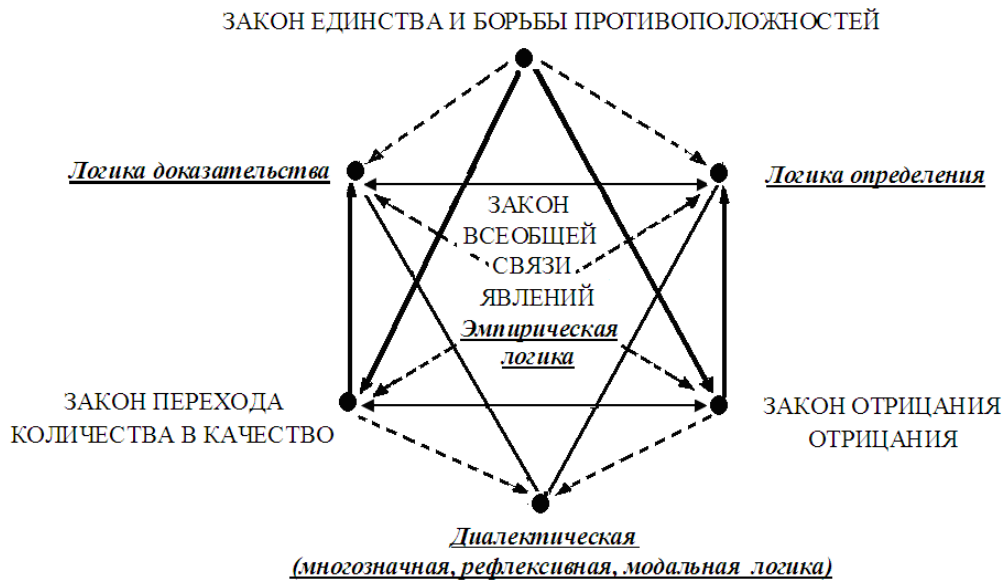 ЗАКОН ЕДИНСТВА И БОРЬБЫ ПРОТИВОПОЛОЖНОСТЕЙ
Логика доказательства
Логика определения
ЗАКОН
ВСЕОБЩЕЙ
СВЯЗИ
ЯВЛЕНИЙ
Эмпирическая
логика
ЗАКОН ПЕРЕХОДА
КОЛИЧЕСТВА В КАЧЕСТВО
ЗАКОН ОТРИЦАНИЯ
ОТРИЦАНИЯ
Диалектическая
(многозначная, рефлексивная, модальная логика)